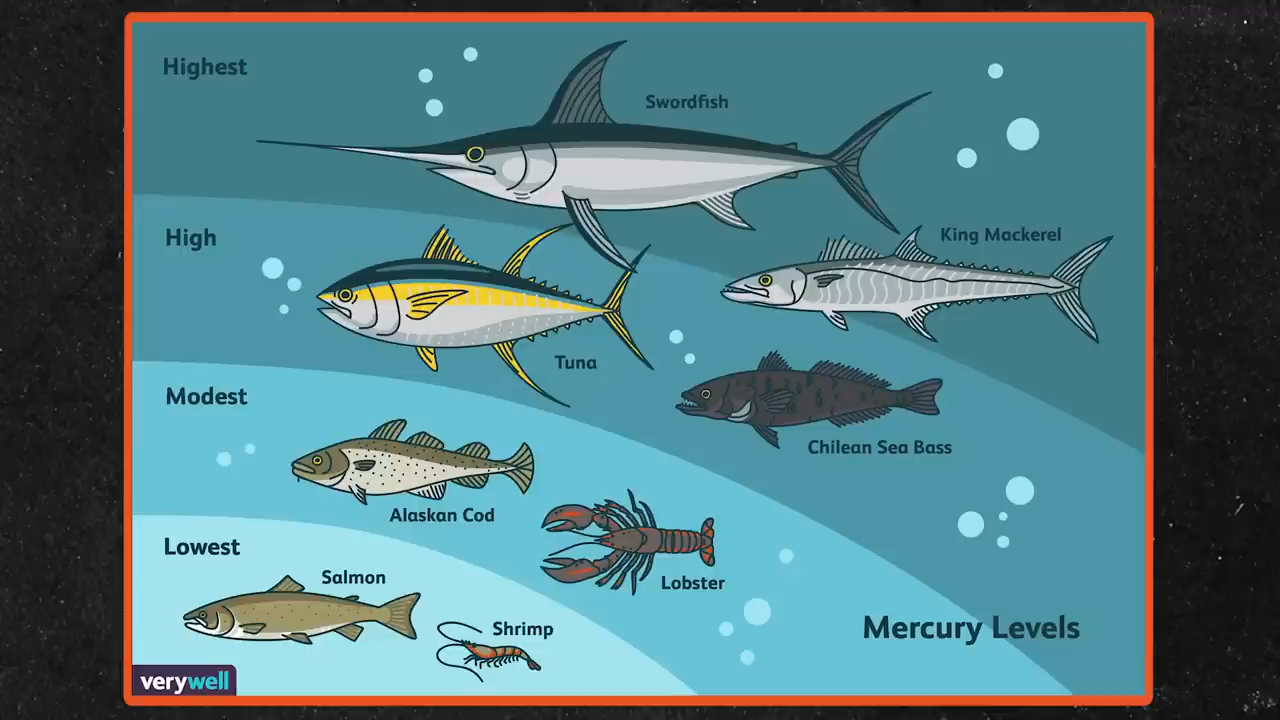 Highest
Swordfish
High
King Mackerel
Tuna
Modest
Chilean Sea Bass
Alaskan Cod
Lowest
Lobster
Salmon
Shrimp
Mercury Levels
verywell